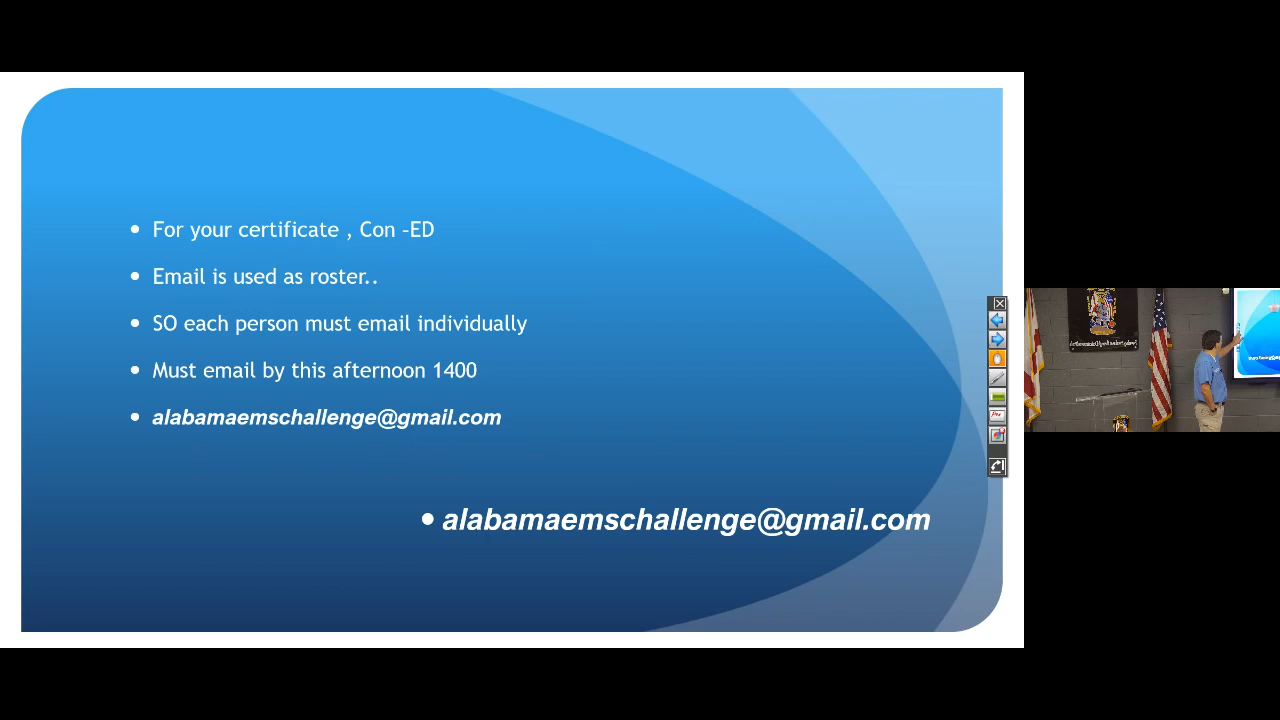 For your certificate , Con –ED
Email is used as roster..
SO each person must email individually
Must email by this afternoon 1400
alabamaemschallenge@gmail.com
alabamaemschallenge@gmail.com